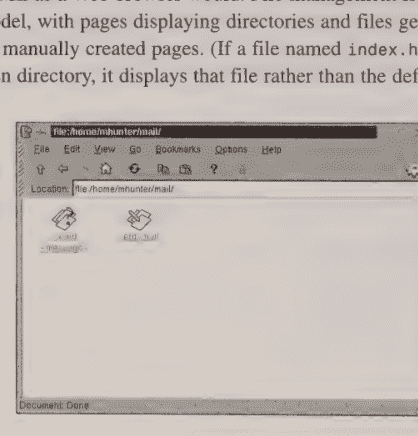 del, with pages displaying directories and files ge
manually created pages. (If a file named index.h
n directory, it displays that file rather than the def
file:/home/mhunter/mail/
File Edit View Go Bookmarks Options Help
?
Location: file:/home/mhunter/mail/
Document: Done